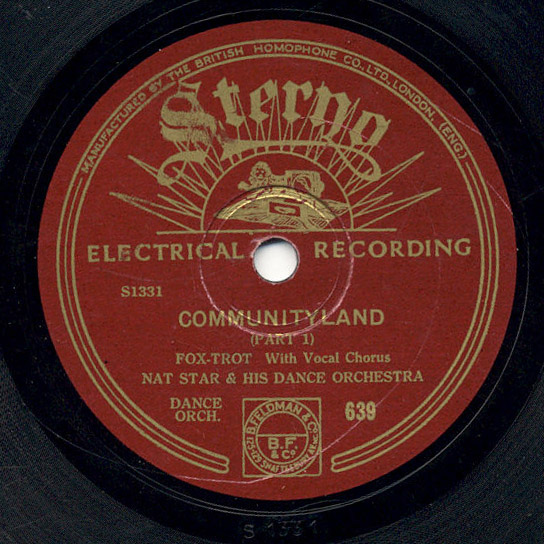 MANUFACTURED BY THE BRITISH HOMOPHONE CO., LTD., LONDON, (ENG.)
Sterno
ELECTRICAL RECORDING
S1331
COMMUNITYLAND
(PART 1)
FOX-TROT With Vocal Chorus
NAT STAR & HIS DANCE ORCHESTRA
DANCE
ORCH.
639
B. FELDMAN & CO
B.F.
& Co
S 1331